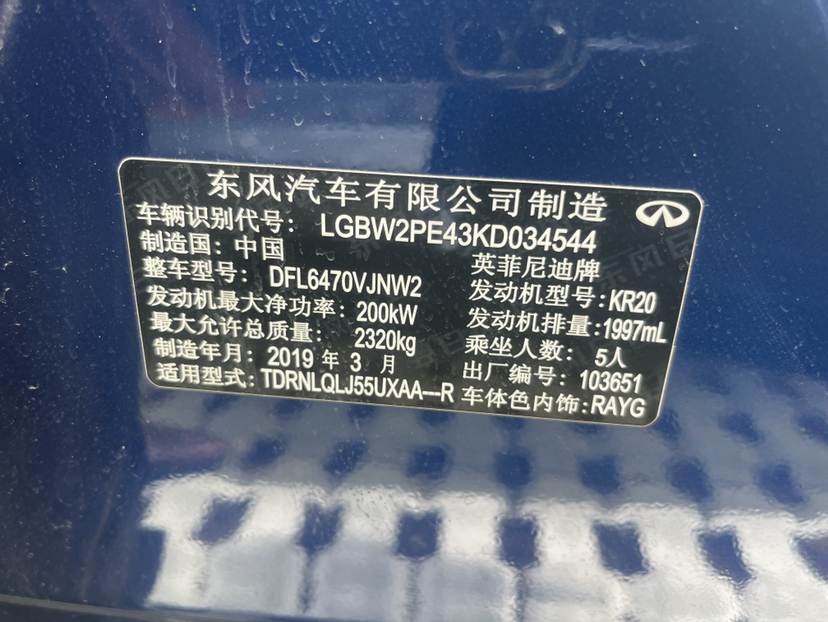 东风汽车有限公司制造
车辆识别代号: LGBW2PE43KD034544
制造国: 中国 英菲尼迪牌
整车型号: DFL6470VJNW2 发动机型号: KR20
发动机最大净功率: 200kW 发动机排量: 1997mL
最大允许总质量: 2320kg 乘坐人数: 5人
制造年月: 2019 年 3 月 出厂编号: 103651
适用型式: TDRNLQLJ55UXAA---R 车体色内饰: RAYG